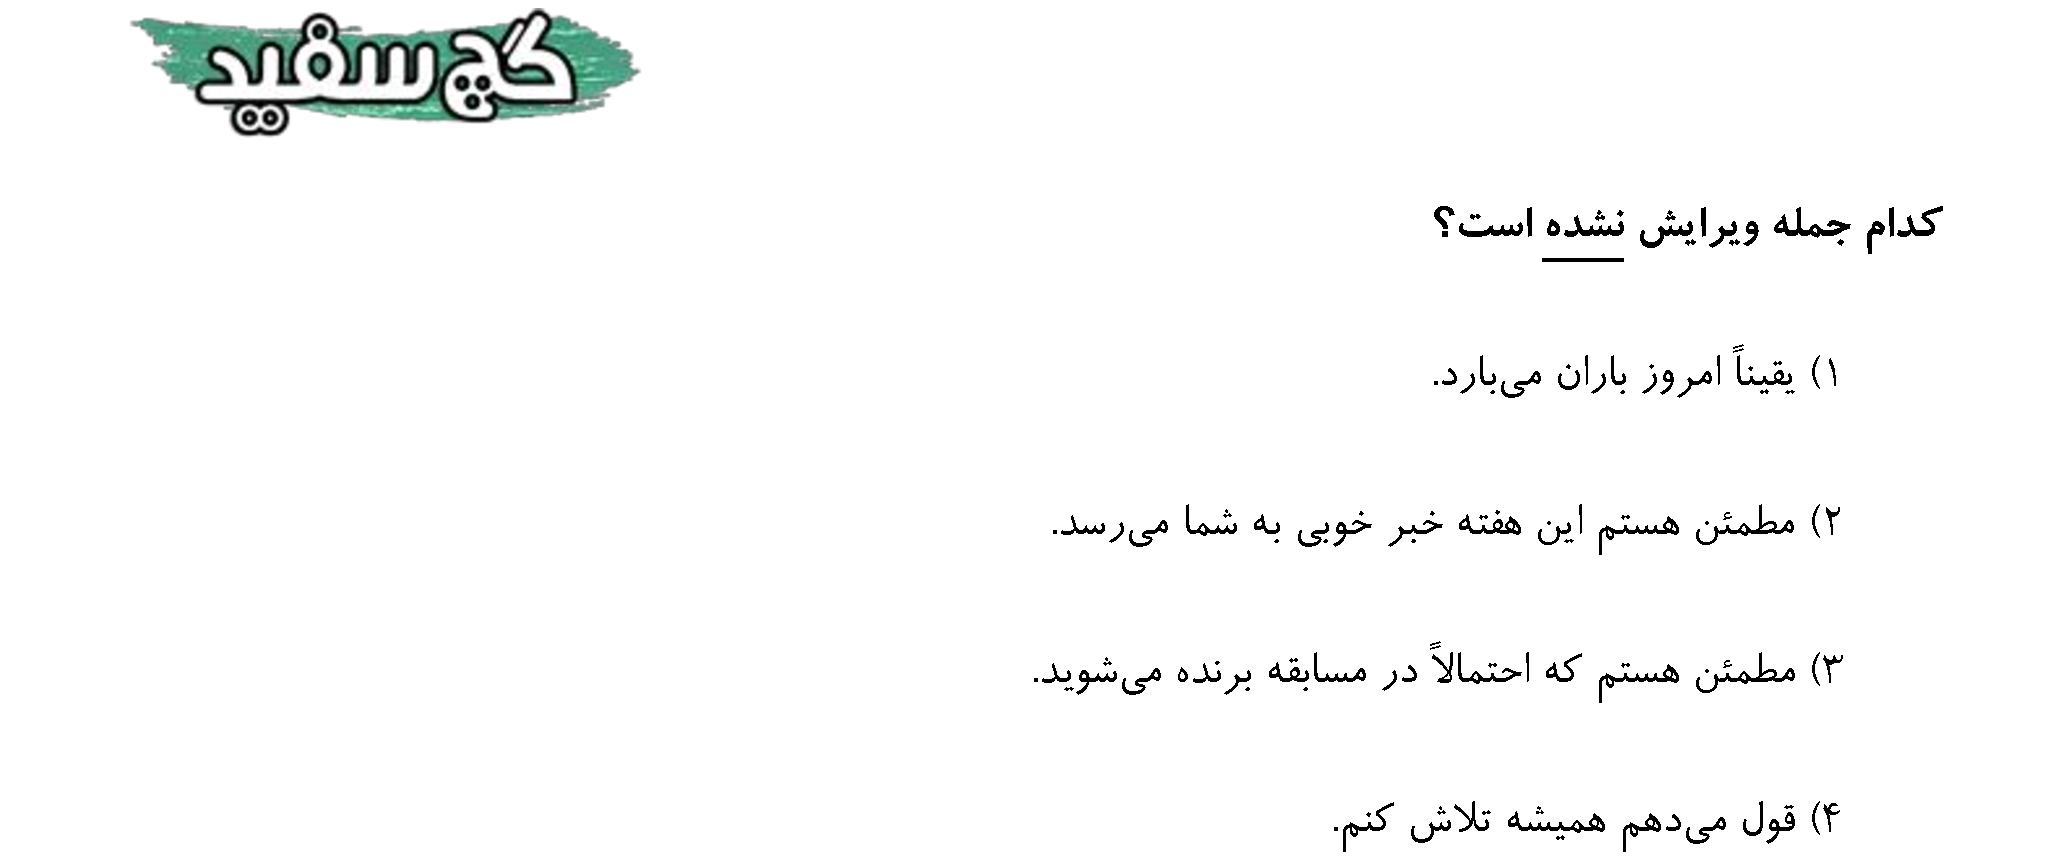 گچ سفید
کدام جمله ویرایش نشده است؟
۱) یقیناً امروز باران می‌بارد.
۲) مطمئن هستم این هفته خبر خوبی به شما می‌رسد.
۳) مطمئن هستم که احتمالاً در مسابقه برنده می‌شوید.
۴) قول می‌دهم همیشه تلاش کنم.